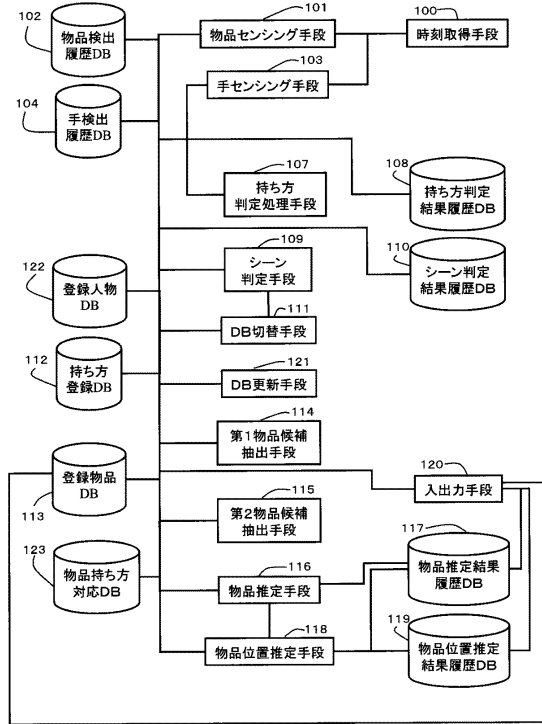 102
物品検出
履歴DB
101
物品センシング手段
100
時刻取得手段
103
手センシング手段
104
手検出
履歴DB
107
持ち方
判定処理手段
108
持ち方判定
結果履歴DB
109
シーン
判定手段
110
シーン判定
結果履歴DB
122
登録人物
DB
111
DB切替手段
112
持ち方
登録DB
121
DB更新手段
114
第1物品候補
抽出手段
登録物品
DB
113
120
入出力手段
115
第2物品候補
抽出手段
117
物品推定結果
履歴DB
123
物品持ち方
対応DB
116
物品推定手段
118
物品位置推定手段
119
物品位置推定
結果履歴DB